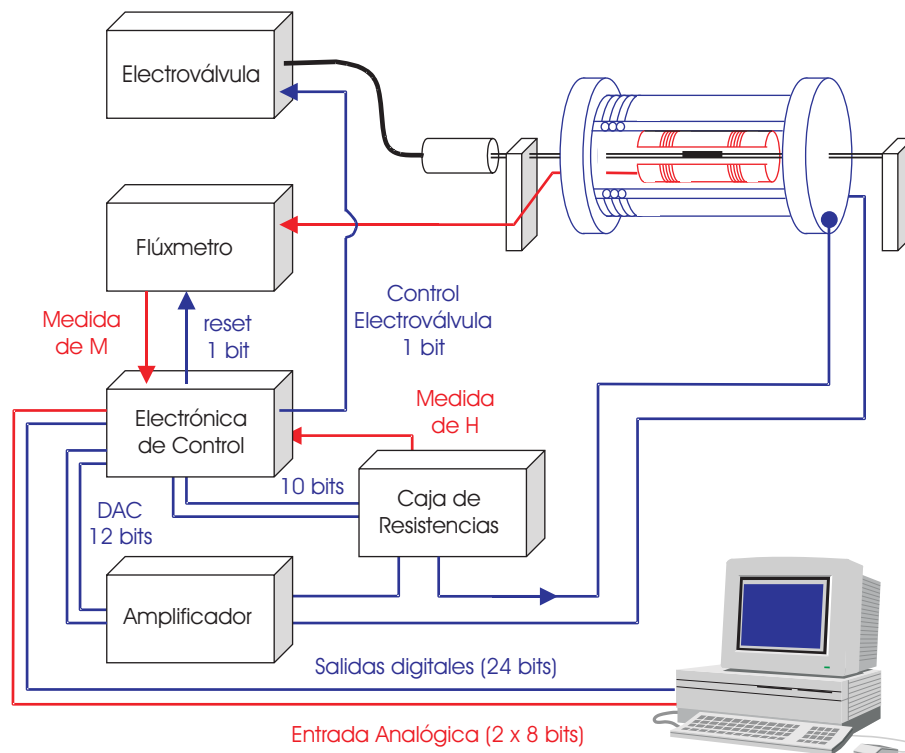 Electroválvula
Flúxmetro
Control
Electroválvula
1 bit
Medida
de M
reset
1 bit
Medida
de H
Electrónica
de Control
10 bits
Caja de
Resistencias
DAC
12 bits
Amplificador
Salidas digitales (24 bits)
Entrada Analógica (2 x 8 bits)